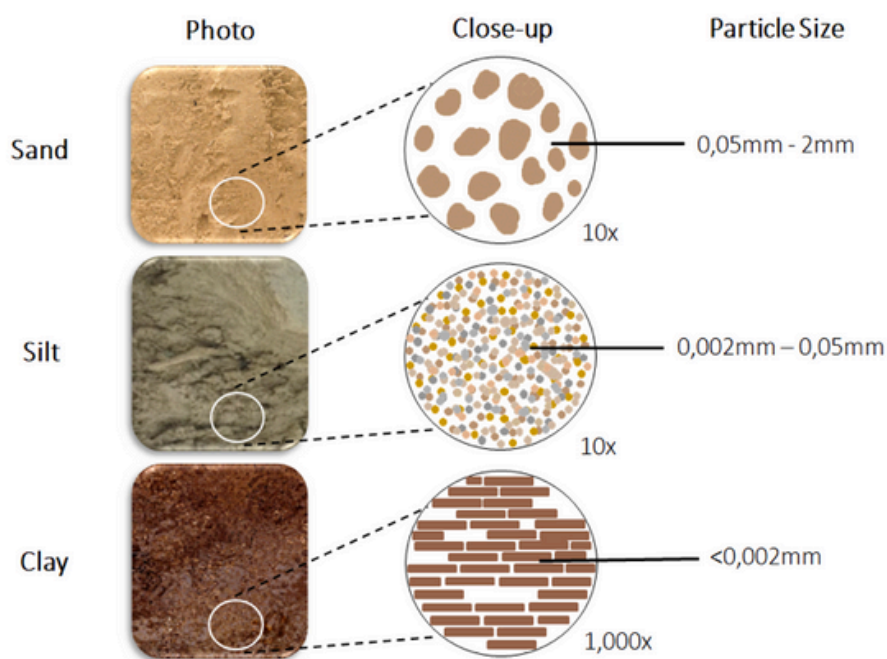 Photo Close-up Particle Size
Sand 0,05mm - 2mm
10x
Silt 0,002mm – 0,05mm
10x
Clay <0,002mm
1,000x